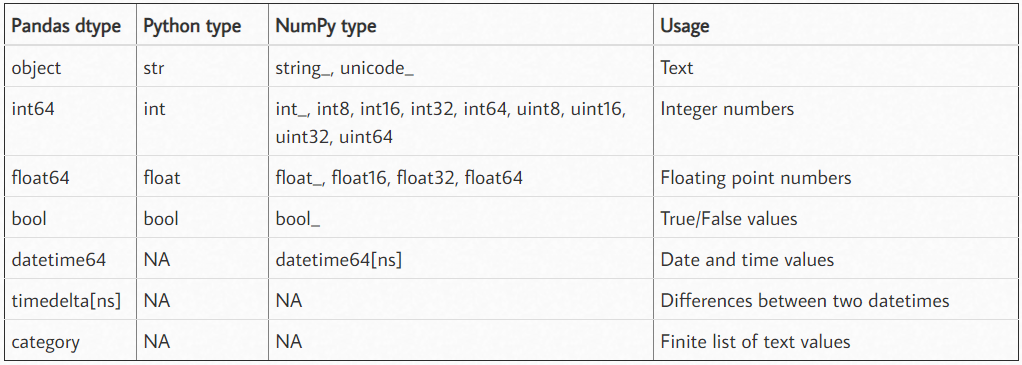 Pandas dtype Python type NumPy type Usage
object str string_, unicode_ Text
int64 int int_, int8, int16, int32, int64, uint8, uint16, Integer numbers
uint32, uint64
float64 float float_, float16, float32, float64 Floating point numbers
bool bool bool_ True/False values
datetime64 NA datetime64[ns] Date and time values
timedelta[ns] NA NA Differences between two datetimes
category NA NA Finite list of text values